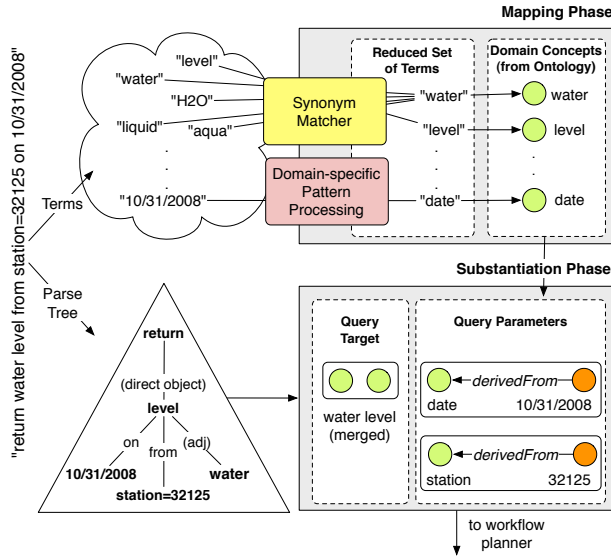 Mapping Phase
"return water level from station=32125 on 10/31/2008"
Terms
Parse
Tree
"level"
"water"
"H2O"
"liquid"
"aqua"
.
.
.
"10/31/2008"
Synonym
Matcher
Domain-specific
Pattern
Processing
Reduced Set
of Terms
"water"
"level"
.
.
.
"date"
Domain Concepts
(from Ontology)
water
level
.
.
.
date
Substantiation Phase
return
(direct object)
level
on
from
(adj)
10/31/2008
water
station=32125
Query
Target
water level
(merged)
Query Parameters
derivedFrom
date
10/31/2008
derivedFrom
station
32125
to workflow
planner